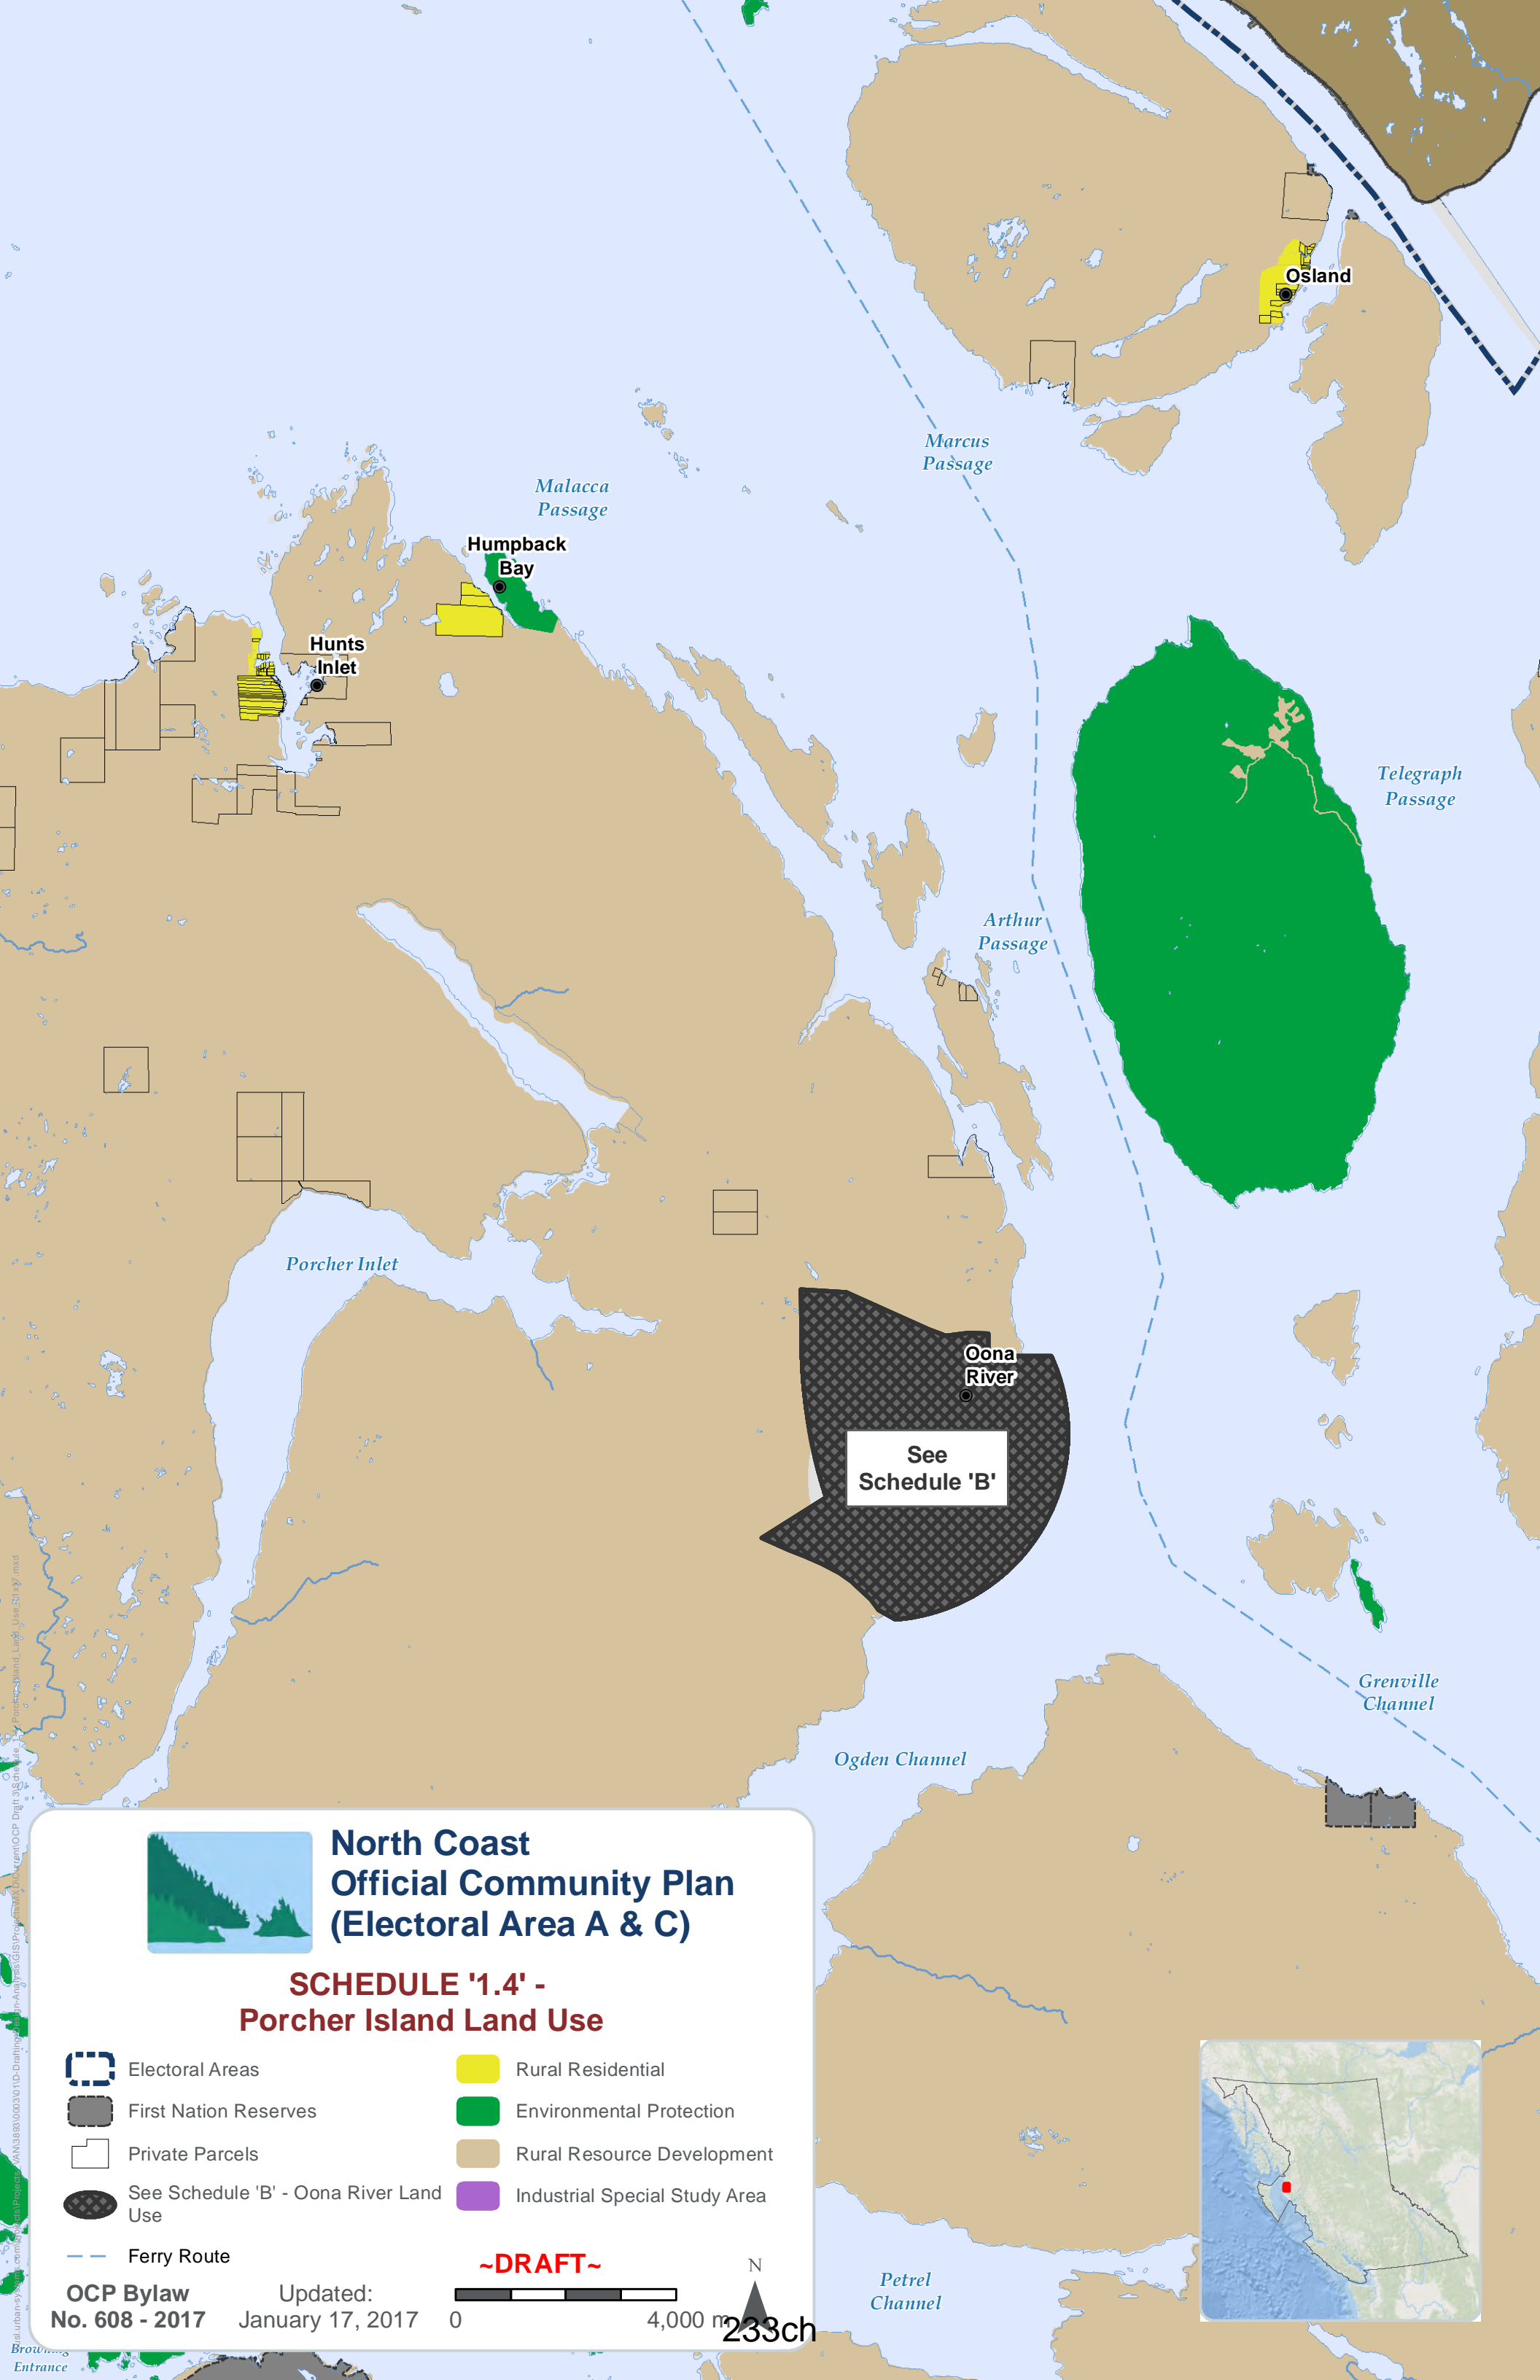 Osland
Marcus
Passage
Malacca
Passage
Humpback
Bay
Hunts
Inlet
Telegraph
Passage
Arthur
Passage
Porcher Inlet
Oona
River
See
Schedule 'B'
Grenville
Channel
Ogden Channel
North Coast
Official Community Plan
(Electoral Area A & C)
SCHEDULE '1.4' -
Porcher Island Land Use
Electoral Areas
First Nation Reserves
Private Parcels
See Schedule 'B' - Oona River Land
Use
Ferry Route
Rural Residential
Environmental Protection
Rural Resource Development
Industrial Special Study Area
~DRAFT~
OCP Bylaw
No. 608 - 2017
Updated:
January 17, 2017
0
4,000 m
N
233ch
Petrel
Channel
Browning
Entrance